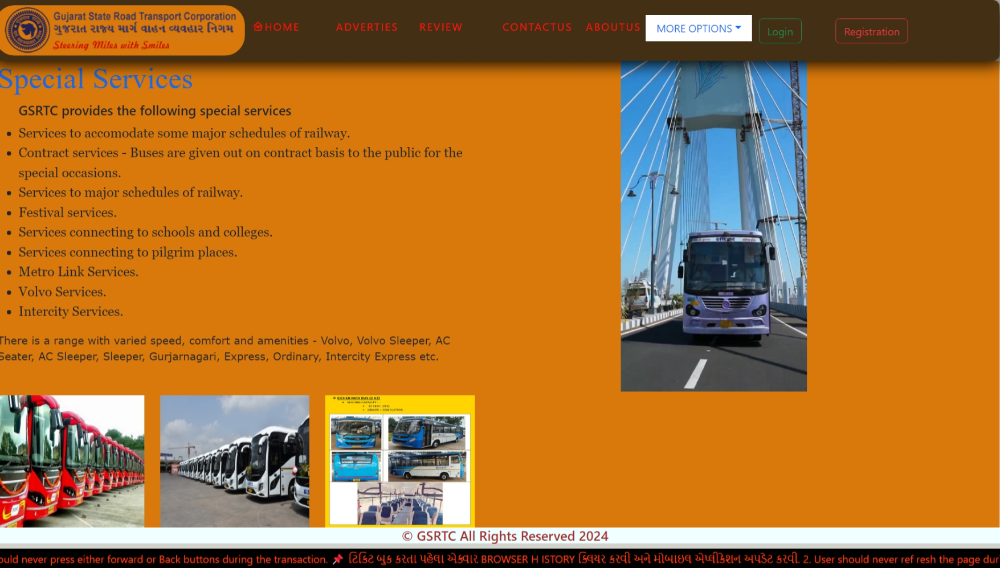 Gujarat State Road Transport Corporation
ગુજરાત રાજ્ય માર્ગ વાહન વ્યવહાર નિગમ
Steering Miles with Smiles
HOME ADVERTIES REVIEW CONTACTUS ABOUTUS MORE OPTIONS Login Registration
Special Services
GSRTC provides the following special services
• Services to accomodate some major schedules of railway.
• Contract services - Buses are given out on contract basis to the public for the
special occasions.
• Services to major schedules of railway.
• Festival services.
• Services connecting to schools and colleges.
• Services connecting to pilgrim places.
• Metro Link Services.
• Volvo Services.
• Intercity Services.
There is a range with varied speed, comfort and amenities - Volvo, Volvo Sleeper, AC
Seater, AC Sleeper, Sleeper, Gurjarnagari, Express, Ordinary, Intercity Express etc.
EICHER MIDI BUS (2 X2)
SEATING CAPACITY :-
32 SEAT (2X2)
DRIVER + CONDUCTOR
© GSRTC All Rights Reserved 2024
ould never press either forward or Back buttons during the transaction. 📌 ટિકિટ બુક કરતા પહેલા એકવાર BROWSER H ISTORY ક્લિયર કરવી અને મોબાઇલ એપ્લીકેશન અપડેટ કરવી. 2. User should never ref resh the page dur